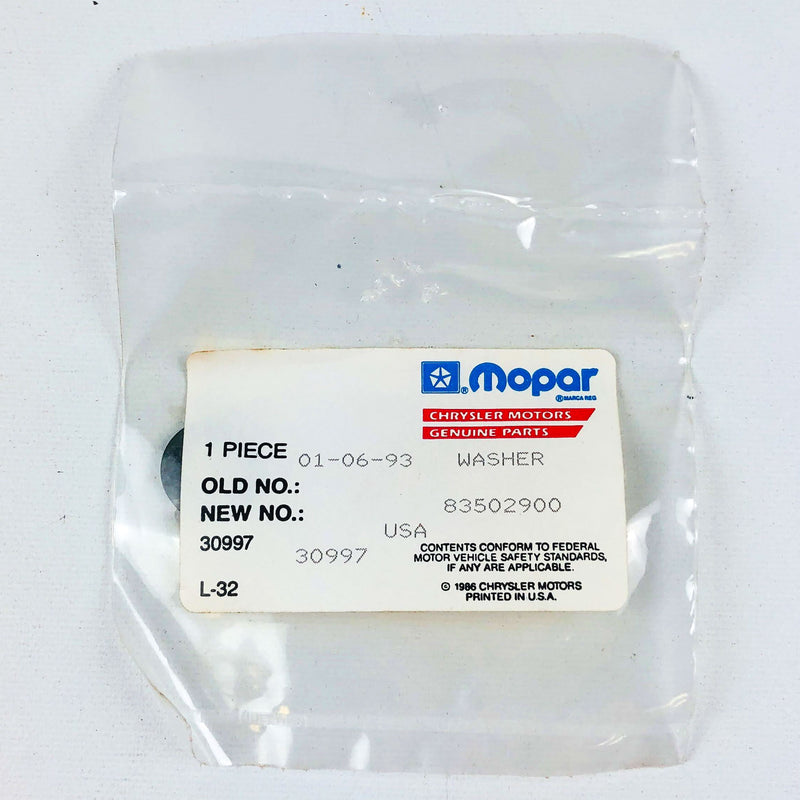 ® mopar
® MARCA REG
CHRYSLER MOTORS
GENUINE PARTS
1 PIECE 01-06-93 WASHER
OLD NO.:
NEW NO.: 83502900
USA
30997 30997
CONTENTS CONFORM TO FEDERAL
MOTOR VEHICLE SAFETY STANDARDS,
IF ANY ARE APPLICABLE.
L-32
© 1986 CHRYSLER MOTORS
PRINTED IN U.S.A.